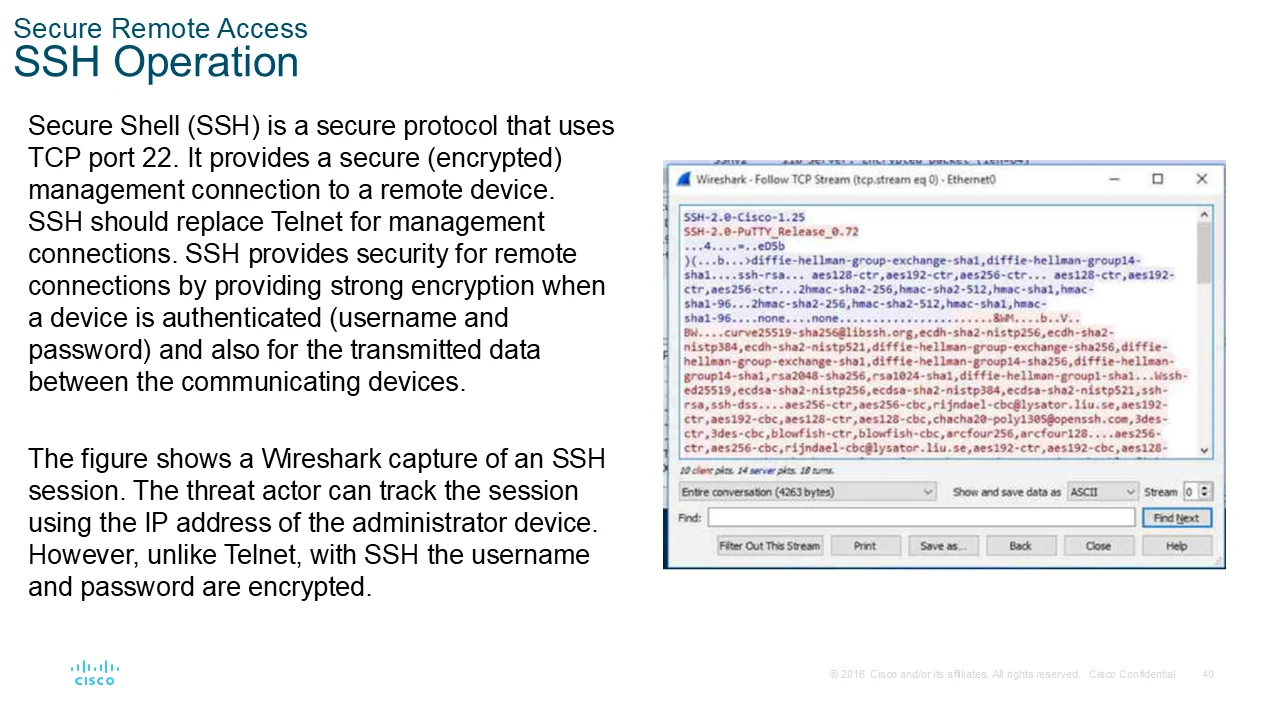 Secure Remote Access
SSH Operation
Secure Shell (SSH) is a secure protocol that uses
TCP port 22. It provides a secure (encrypted)
management connection to a remote device.
SSH should replace Telnet for management
connections. SSH provides security for remote
connections by providing strong encryption when
a device is authenticated (username and
password) and also for the transmitted data
between the communicating devices.
The figure shows a Wireshark capture of an SSH
session. The threat actor can track the session
using the IP address of the administrator device.
However, unlike Telnet, with SSH the username
and password are encrypted.
Wireshark - Follow TCP Stream (tcp.stream eq 0) - Ethernet0
SSH-2.0-Cisco-1.25
SSH-2.0-PuTTY_Release_0.72
...4....=..eD5b
)(...b...>diffie-hellman-group-exchange-sha1,diffie-hellman-group14-
sha1....ssh-rsa... aes128-ctr,aes192-ctr,aes256-ctr... aes128-ctr,aes192-
ctr,aes256-ctr...2hmac-sha2-256,hmac-sha2-512,hmac-sha1,hmac-
sha1-96...2hmac-sha2-256,hmac-sha2-512,hmac-sha1,hmac-
sha1-96....none....none.......................&WM....b..V..
BW....curve25519-sha256@libssh.org,ecdh-sha2-nistp256,ecdh-sha2-
nistp384,ecdh-sha2-nistp521,diffie-hellman-group-exchange-sha256,diffie-
hellman-group-exchange-sha1,diffie-hellman-group14-sha256,diffie-hellman-
group14-sha1,rsa2048-sha256,rsa1024-sha1,diffie-hellman-group1-sha1...Wssh-
ed25519,ecdsa-sha2-nistp256,ecdsa-sha2-nistp384,ecdsa-sha2-nistp521,ssh-
rsa,ssh-dss....aes256-ctr,aes256-cbc,rijndael-cbc@lysator.liu.se,aes192-
ctr,aes192-cbc,aes128-ctr,aes128-cbc,chacha20-poly1305@openssh.com,3des-
ctr,3des-cbc,blowfish-ctr,blowfish-cbc,arcfour256,arcfour128....aes256-
ctr,aes256-cbc,rijndael-cbc@lysator.liu.se,aes192-ctr,aes192-cbc,aes128-
10 client pkts, 14 server pkts, 18 turns.
Entire conversation (4263 bytes) Show and save data as ASCII Stream 0
Find: Find Next
Filter Out This Stream Print Save as... Back Close Help
CISCO
© 2016 Cisco and/or its affiliates. All rights reserved. Cisco Confidential 40